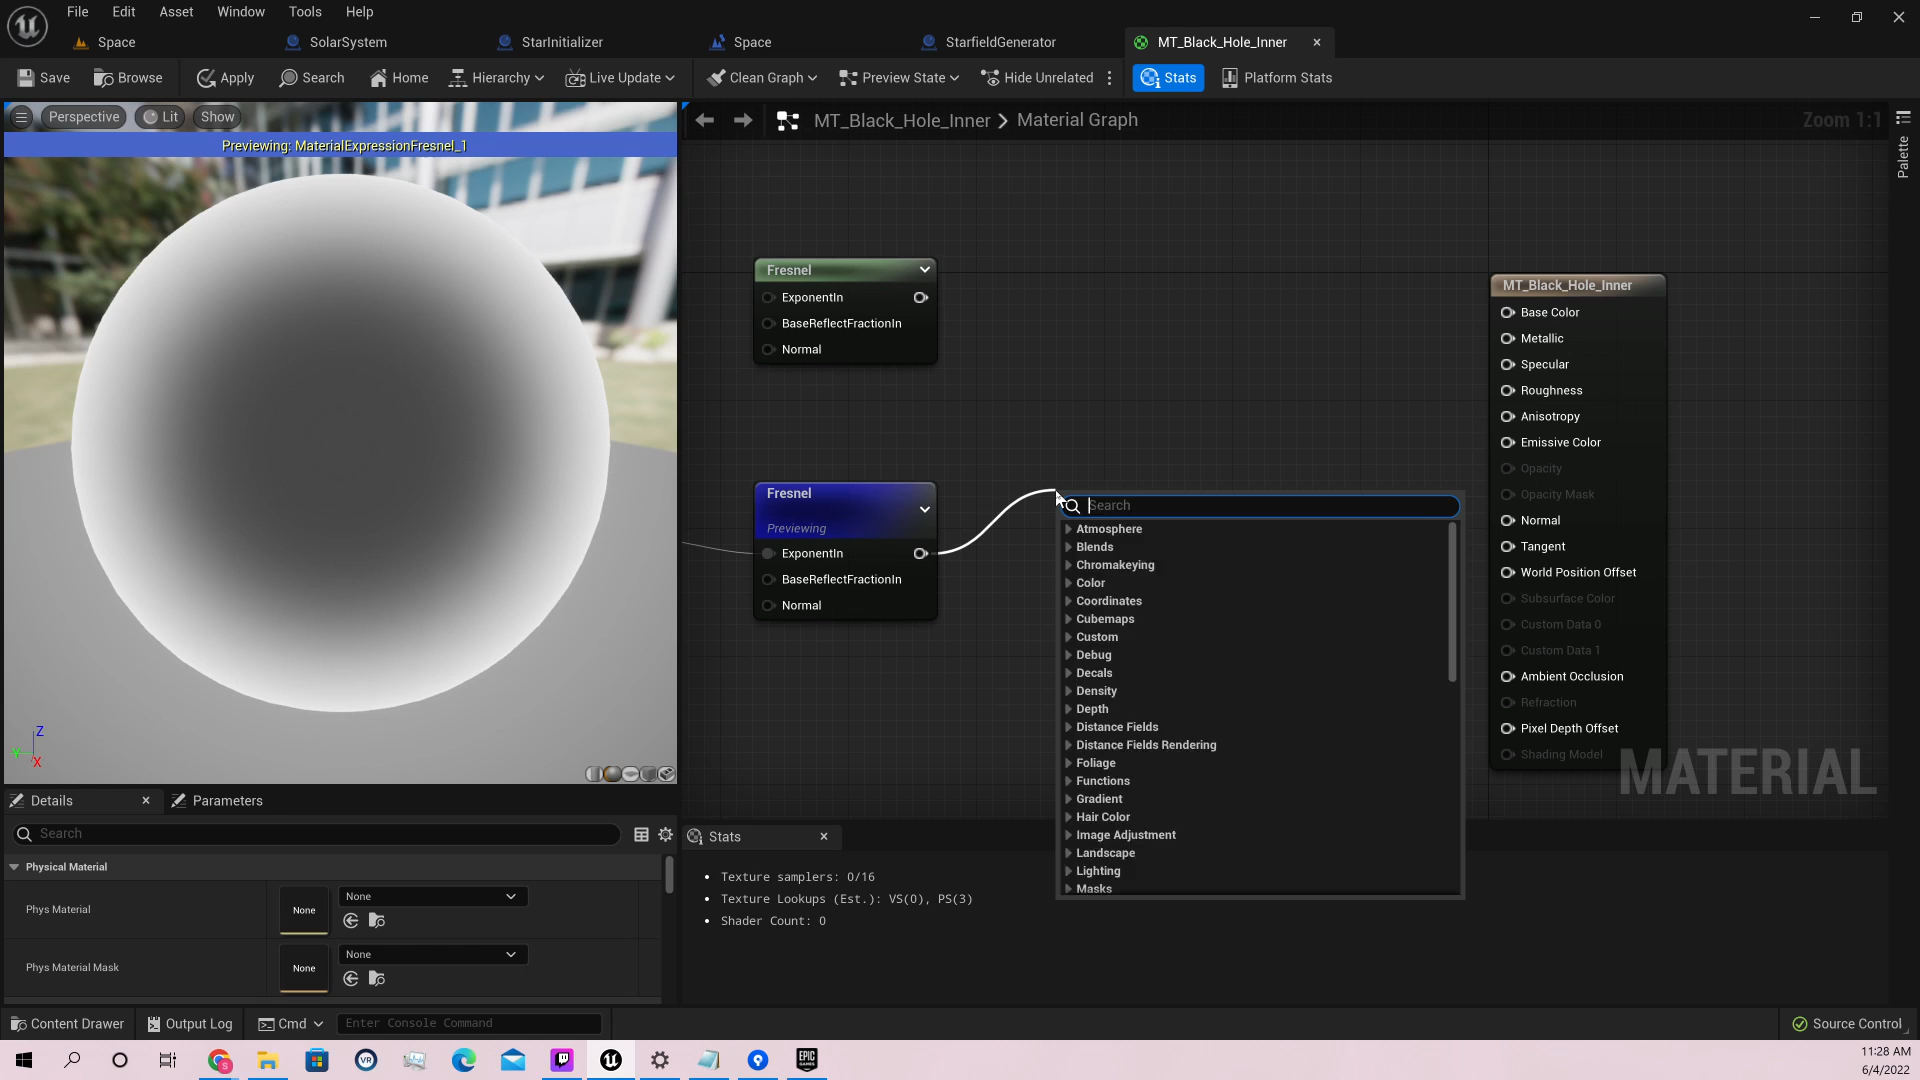 File Edit Asset Window Tools Help
Space SolarSystem StarInitializer Space StarfieldGenerator MT_Black_Hole_Inner
Save Browse Apply Search Home Hierarchy Live Update Clean Graph Preview State Hide Unrelated Stats Platform Stats
Perspective Lit Show
Previewing: MaterialExpressionFresnel_1
MT_Black_Hole_Inner Material Graph
Zoom 1:1
Palette
Fresnel
ExponentIn
BaseReflectFractionIn
Normal
Fresnel
Previewing
ExponentIn
BaseReflectFractionIn
Normal
Search
Atmosphere
Blends
Chromakeying
Color
Coordinates
Cubemaps
Custom
Debug
Decals
Density
Depth
Distance Fields
Distance Fields Rendering
Foliage
Functions
Gradient
Hair Color
Image Adjustment
Landscape
Lighting
Masks
MT_Black_Hole_Inner
Base Color
Metallic
Specular
Roughness
Anisotropy
Emissive Color
Opacity
Opacity Mask
Normal
Tangent
World Position Offset
Subsurface Color
Custom Data 0
Custom Data 1
Ambient Occlusion
Refraction
Pixel Depth Offset
Shading Model
MATERIAL
Z
Y
X
Details Parameters
Search
Physical Material
Phys Material None None
Phys Material Mask None None
Stats
Texture samplers: 0/16
Texture Lookups (Est.): VS(0), PS(3)
Shader Count: 0
Content Drawer Output Log Cmd Enter Console Command Source Control
VR
EPIC GAMES
11:28 AM
6/4/2022